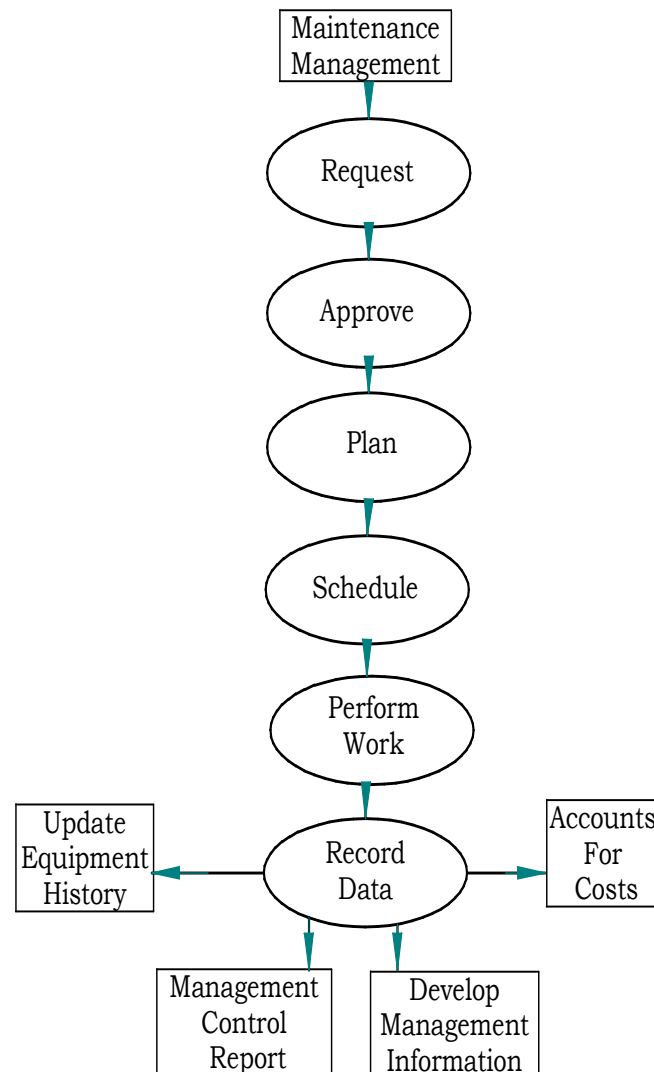 Maintenance
Management
Request
Approve
Plan
Schedule
Perform
Work
Update
Equipment
History
Record
Data
Accounts
For
Costs
Management
Control
Report
Develop
Management
Information